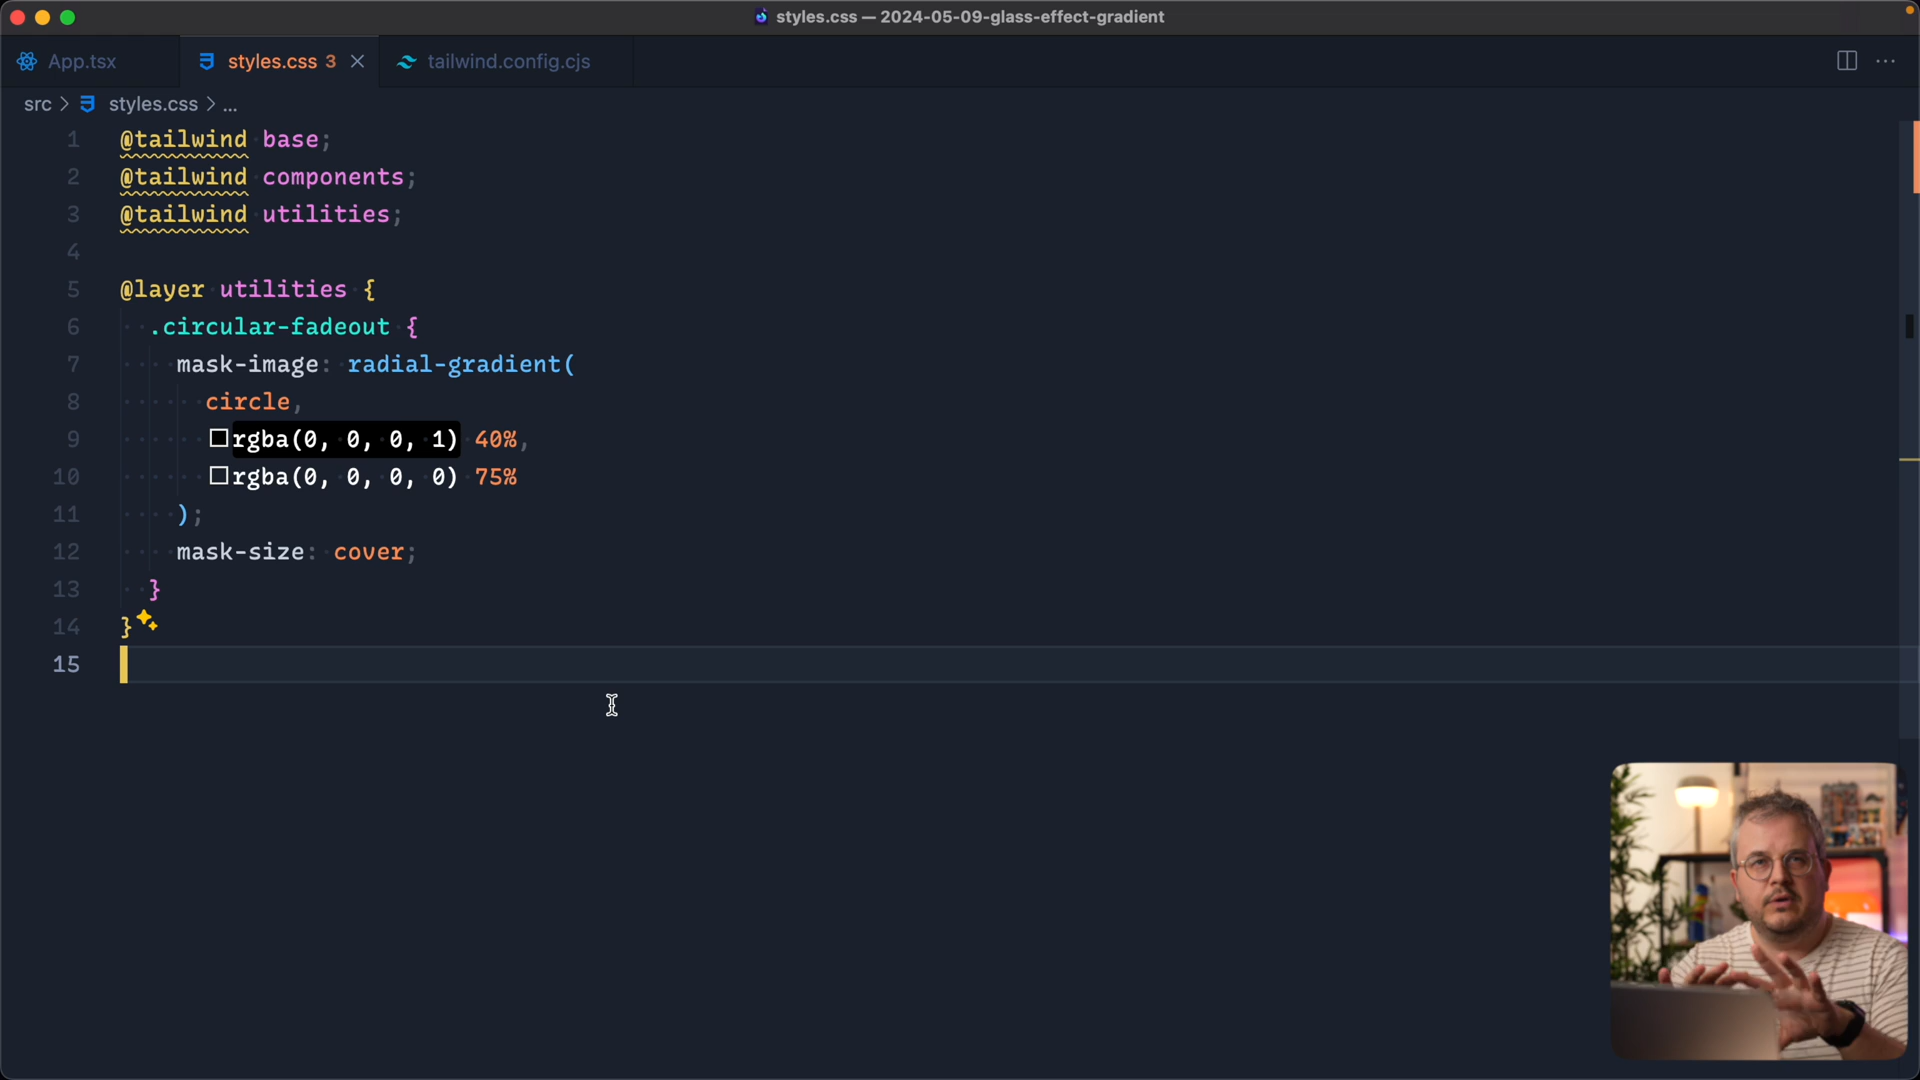 styles.css — 2024-05-09-glass-effect-gradient
App.tsx
styles.css 3
tailwind.config.cjs
src > styles.css > ...
1 @tailwind base;
2 @tailwind components;
3 @tailwind utilities;
4
5 @layer utilities {
6 .circular-fadeout {
7 mask-image: radial-gradient(
8 circle,
9 rgba(0, 0, 0, 1) 40%,
10 rgba(0, 0, 0, 0) 75%
11 );
12 mask-size: cover;
13 }
14 }
15